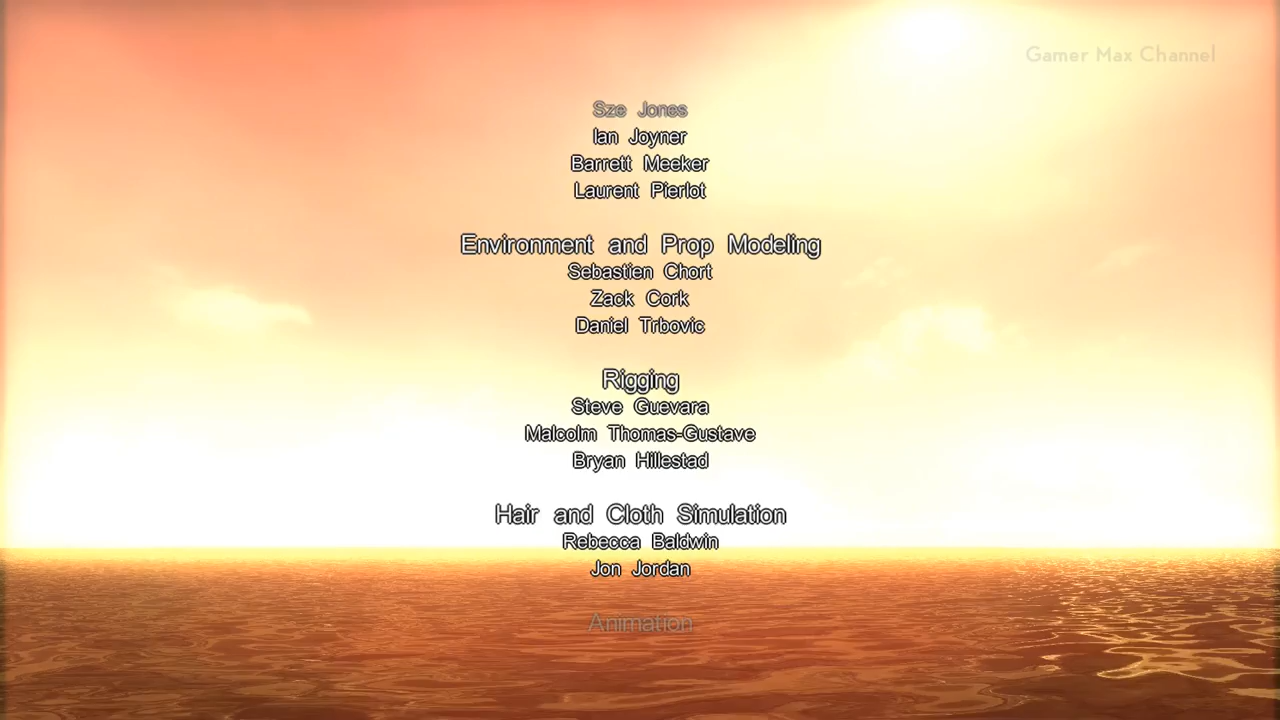 Gamer Max Channel
Sze Jones
Ian Joyner
Barrett Meeker
Laurent Pierlot
Environment and Prop Modeling
Sebastien Chort
Zack Cork
Daniel Trbovic
Rigging
Steve Guevara
Malcolm Thomas-Gustave
Bryan Hillestad
Hair and Cloth Simulation
Rebecca Baldwin
Jon Jordan
Animation